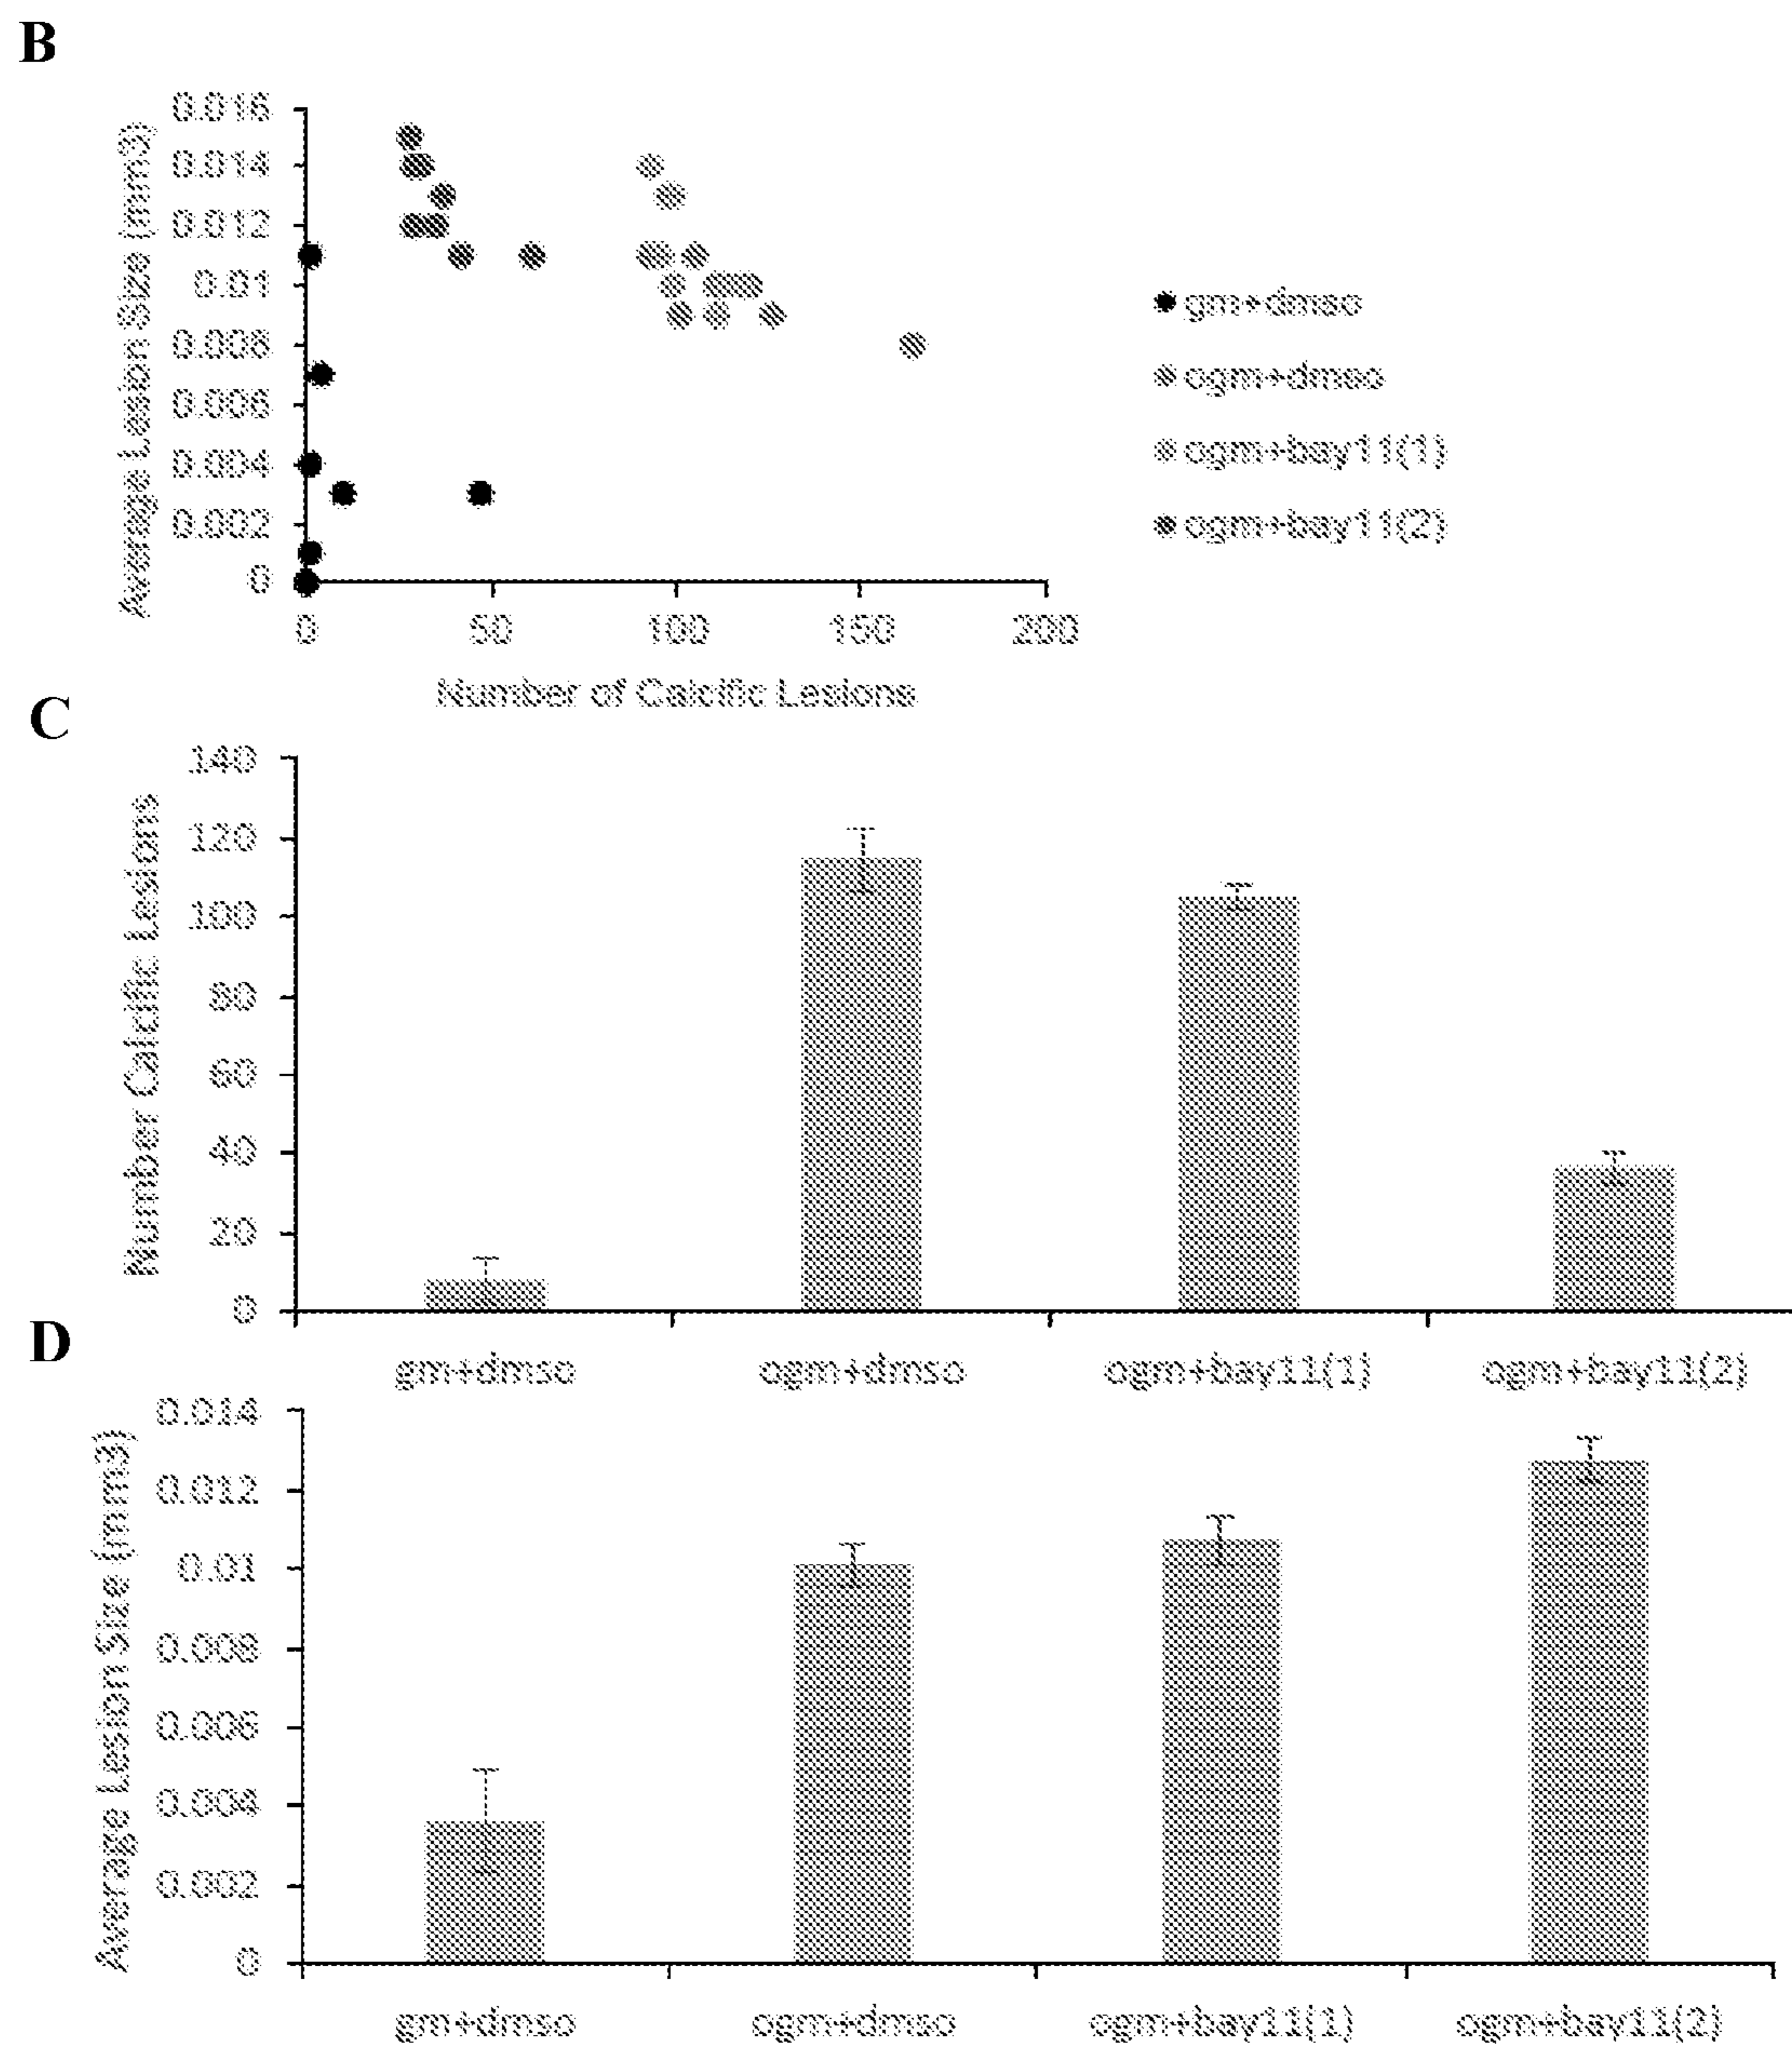 B
Average Lesion Size (mm3)
0.016
0.014
0.012
0.01
0.008
0.006
0.004
0.002
0
0 50 100 150 200
Number of Calcific Lesions
gm+dmso
ogm+dmso
ogm+bay11(1)
ogm+bay11(2)
C
Number Calcific Lesions
140
120
100
80
60
40
20
0
gm+dmso ogm+dmso ogm+bay11(1) ogm+bay11(2)
D
Average Lesion Size (mm3)
0.014
0.012
0.01
0.008
0.006
0.004
0.002
0
gm+dmso ogm+dmso ogm+bay11(1) ogm+bay11(2)